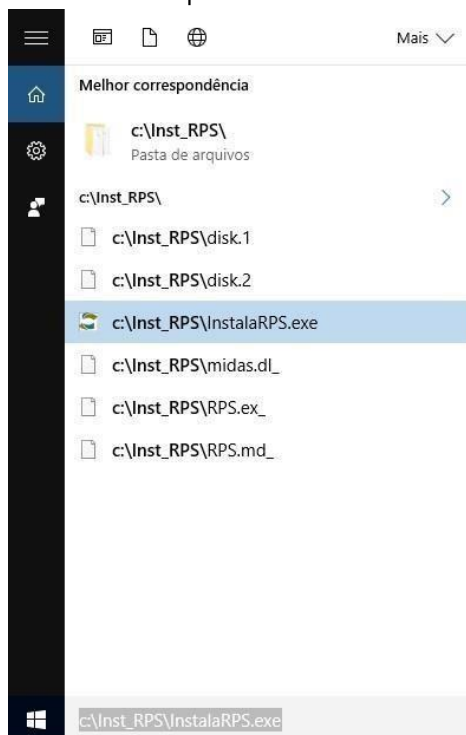 Mais
Melhor correspondência
c:\Inst_RPS\
Pasta de arquivos
c:\Inst_RPS\
c:\Inst_RPS\disk.1
c:\Inst_RPS\disk.2
c:\Inst_RPS\InstalaRPS.exe
c:\Inst_RPS\midas.dl_
c:\Inst_RPS\RPS.ex_
c:\Inst_RPS\RPS.md_
c:\Inst_RPS\InstalaRPS.exe